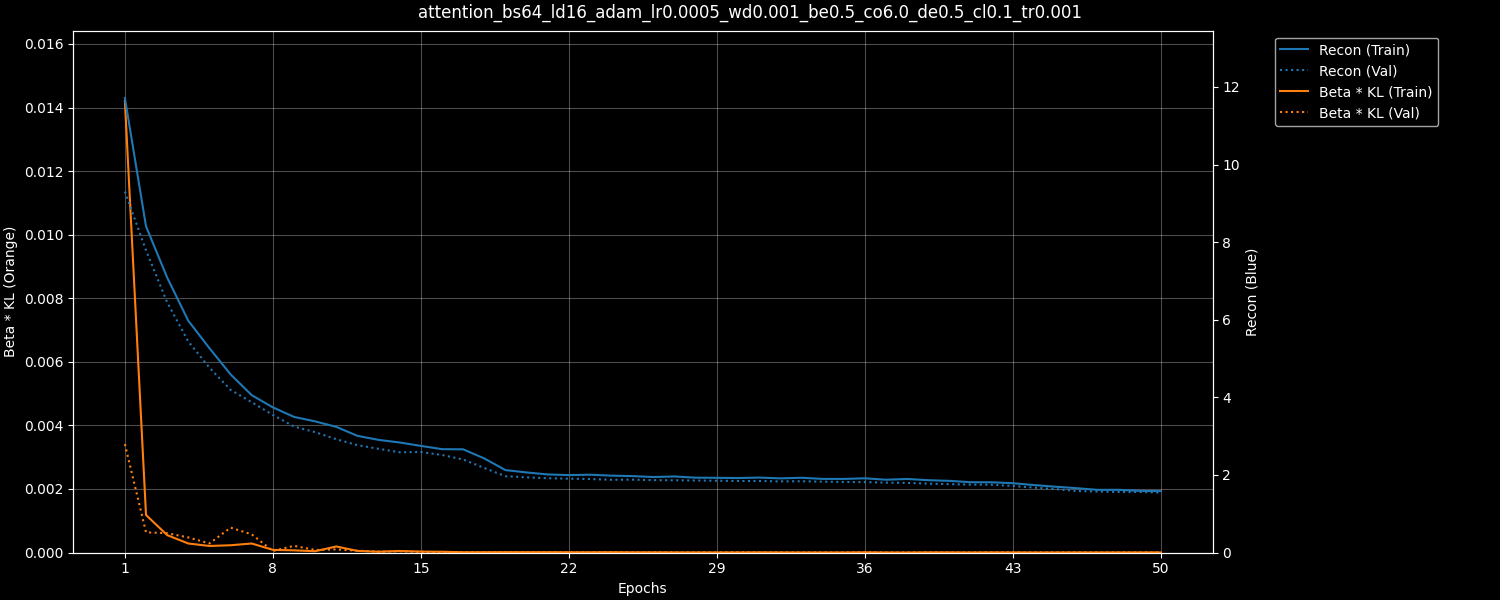 attention_bs64_ld16_adam_lr0.0005_wd0.001_be0.5_co6.0_de0.5_cl0.1_tr0.001
Beta * KL (Orange)
0.016
0.014
0.012
0.010
0.008
0.006
0.004
0.002
0.000
1 8 15 22 29 36 43 50
Epochs
12
10
8
6
4
2
0
Recon (Blue)
Recon (Train)
Recon (Val)
Beta * KL (Train)
Beta * KL (Val)